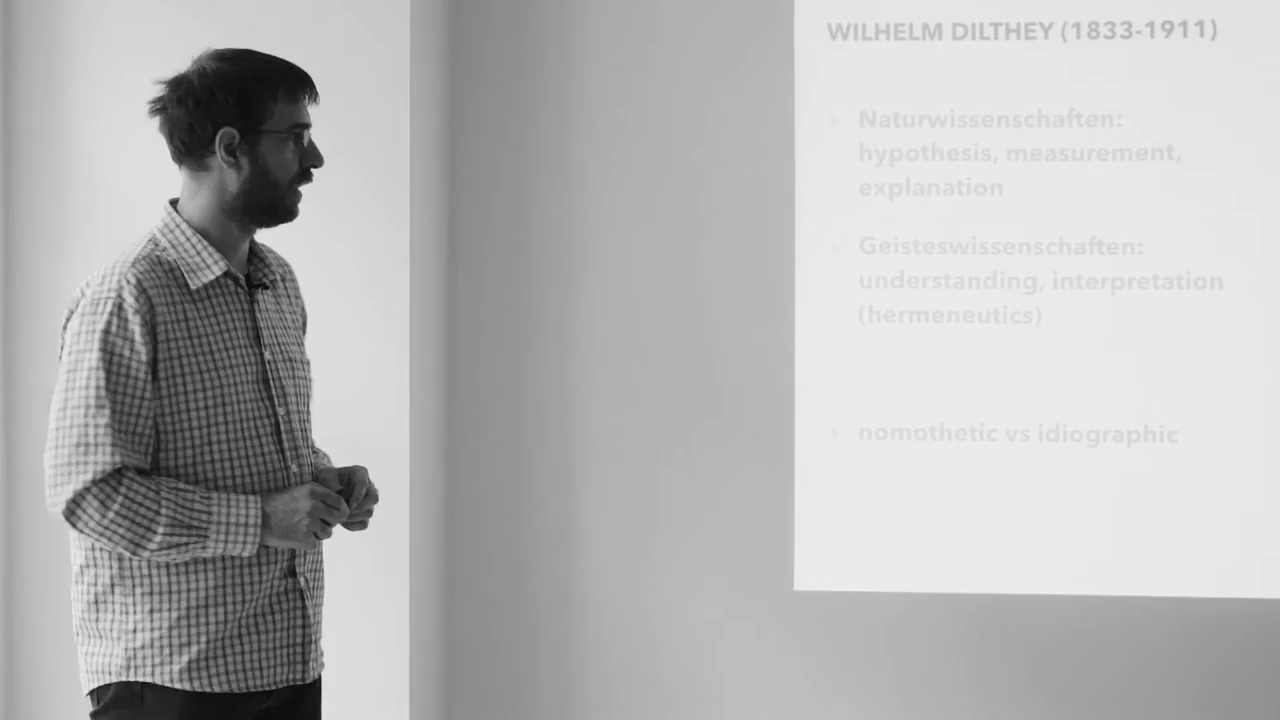 WILHELM DILTHEY (1833-1911)
Naturwissenschaften:
hypothesis, measurement,
explanation
Geisteswissenschaften:
understanding, interpretation
(hermeneutics)
nomothetic vs idiographic